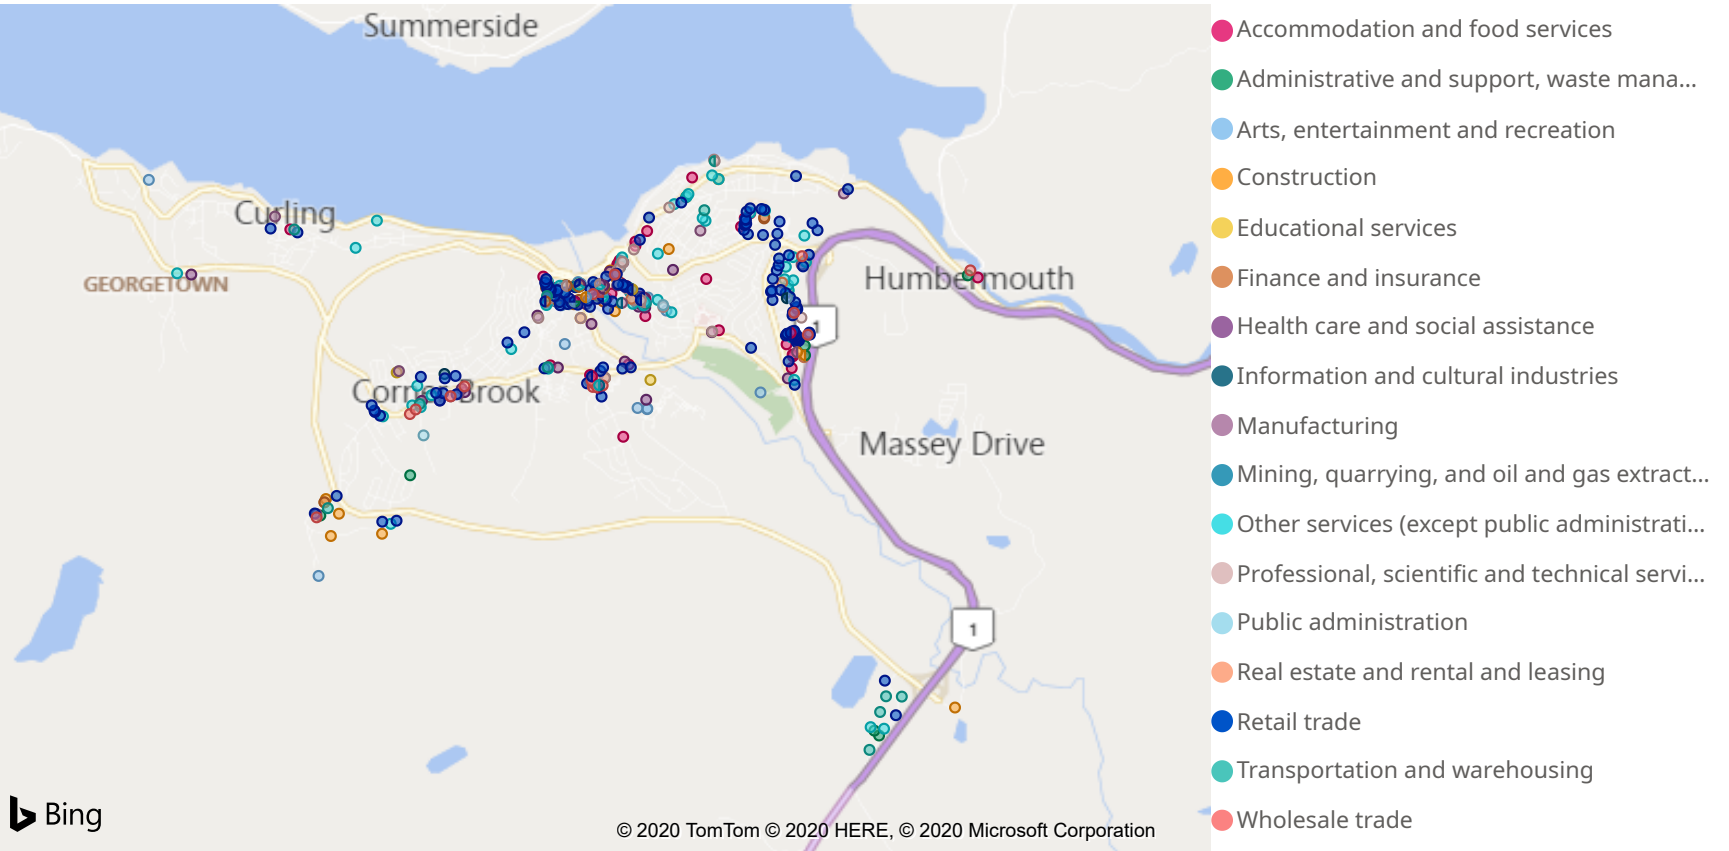 Summerside
Curling
GEORGETOWN
Humbermouth
1
Corner Brook
Massey Drive
1
Bing
© 2020 TomTom © 2020 HERE, © 2020 Microsoft Corporation
Accommodation and food services
Administrative and support, waste mana...
Arts, entertainment and recreation
Construction
Educational services
Finance and insurance
Health care and social assistance
Information and cultural industries
Manufacturing
Mining, quarrying, and oil and gas extract...
Other services (except public administrati...
Professional, scientific and technical servi...
Public administration
Real estate and rental and leasing
Retail trade
Transportation and warehousing
Wholesale trade